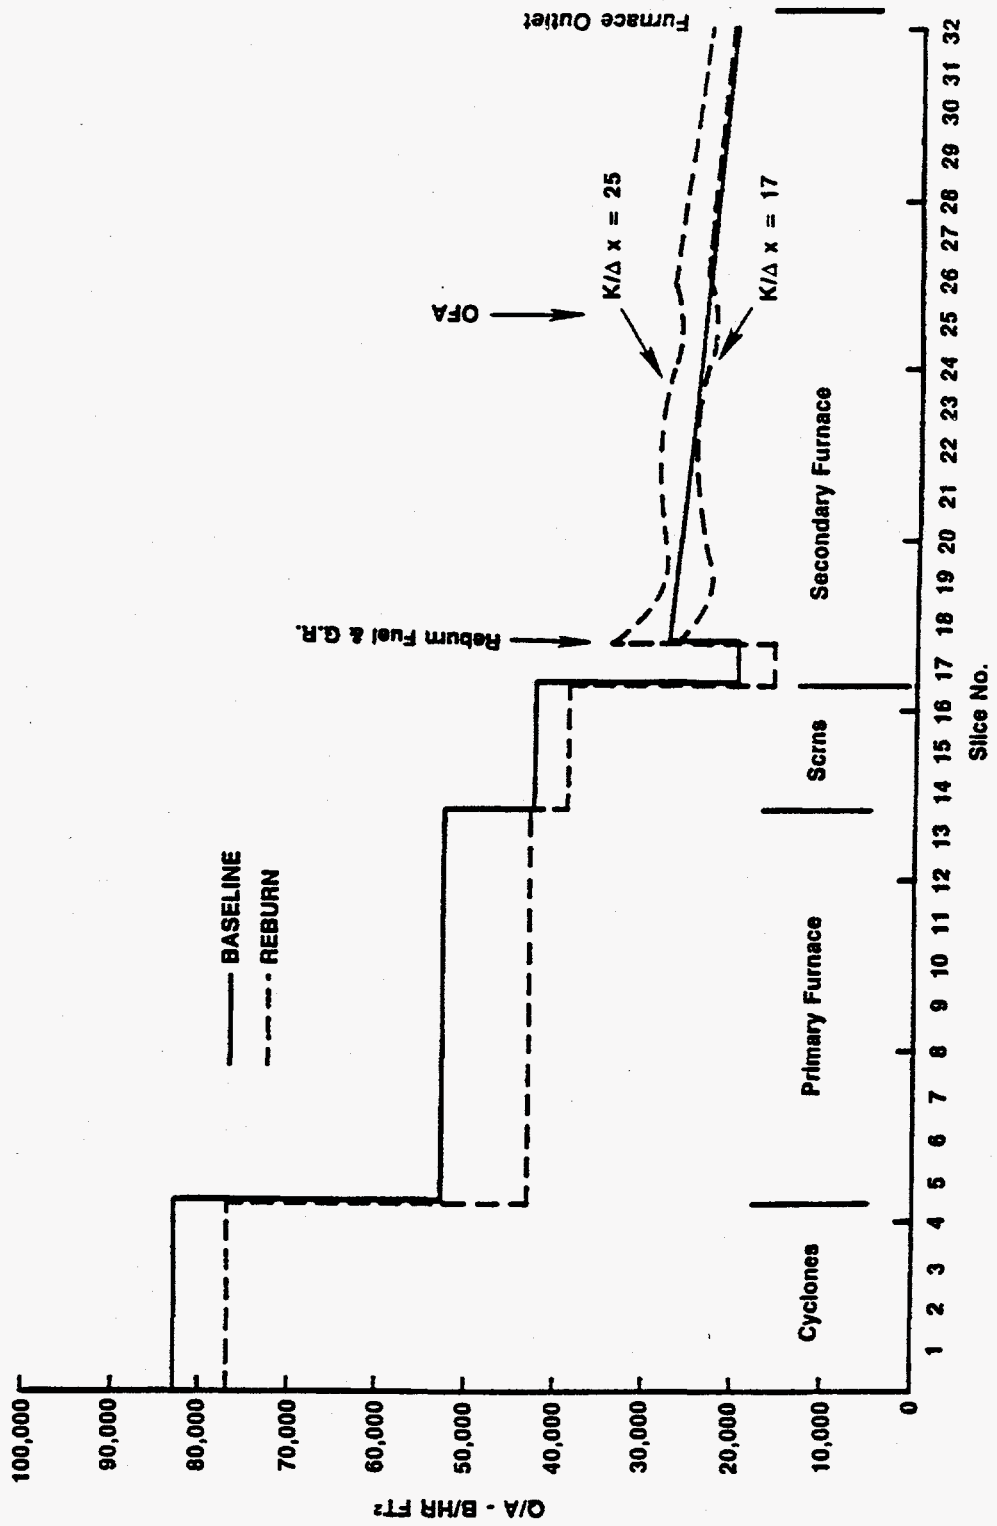 Q/A - B/HR FT²
100,000
90,000
80,000
70,000
60,000
50,000
40,000
30,000
20,000
10,000
0
BASELINE
REBURN
Reburn Fuel & G.R.
OFA
K/Δ x = 25
K/Δ x = 17
Furnace Outlet
Cyclones
Primary Furnace
Scrns
Secondary Furnace
1 2 3 4 5 6 7 8 9 10 11 12 13 14 15 16 17 18 19 20 21 22 23 24 25 26 27 28 29 30 31 32
Slice No.